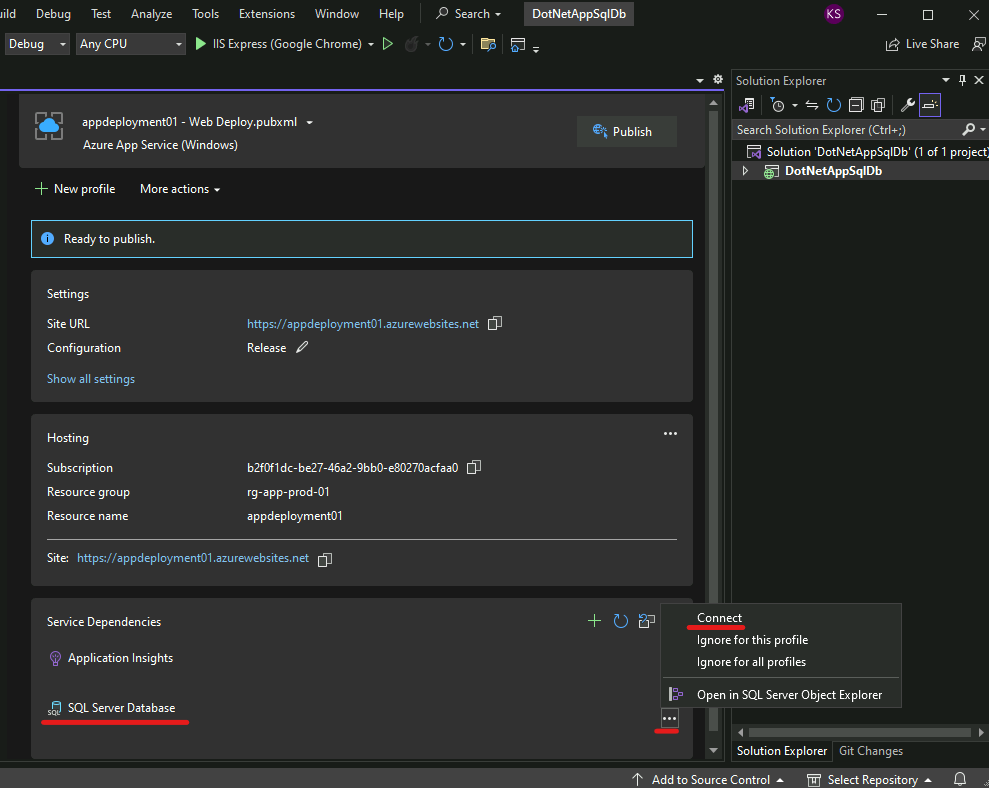 uild Debug Test Analyze Tools Extensions Window Help Search DotNetAppSqlDb KS
Debug Any CPU IIS Express (Google Chrome) Live Share
Solution Explorer
appdeployment01 - Web Deploy.pubxml
Azure App Service (Windows)
Publish
Search Solution Explorer (Ctrl+;)
Solution 'DotNetAppSqlDb' (1 of 1 project)
DotNetAppSqlDb
New profile More actions
Ready to publish.
Settings
Site URL https://appdeployment01.azurewebsites.net
Configuration Release
Show all settings
Hosting
Subscription b2f0f1dc-be27-46a2-9bb0-e80270acfaa0
Resource group rg-app-prod-01
Resource name appdeployment01
Site: https://appdeployment01.azurewebsites.net
Service Dependencies
Application Insights
SQL Server Database
Connect
Ignore for this profile
Ignore for all profiles
Open in SQL Server Object Explorer
Solution Explorer Git Changes
Add to Source Control Select Repository